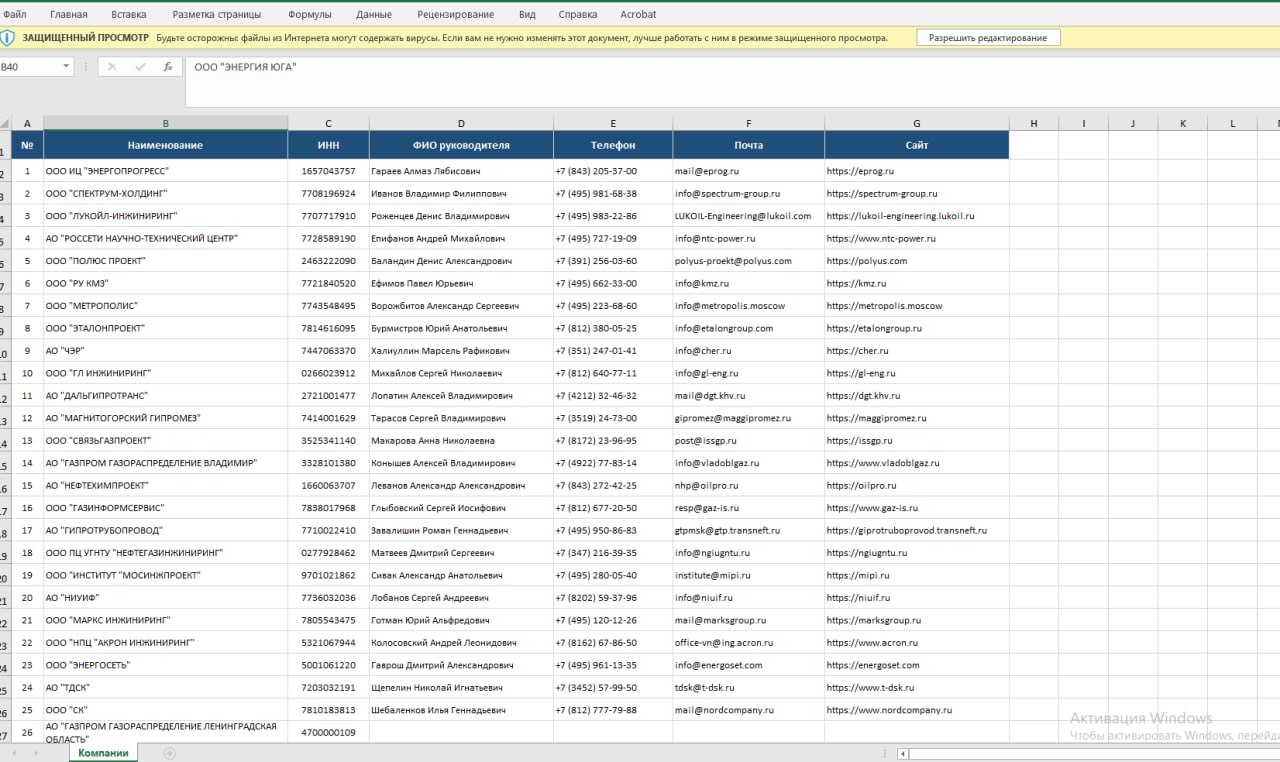 Файл Главная Вставка Разметка страницы Формулы Данные Рецензирование Вид Справка Acrobat
ЗАЩИЩЕННЫЙ ПРОСМОТР Будьте осторожны: файлы из Интернета могут содержать вирусы. Если вам не нужно изменять этот документ, лучше работать с ним в режиме защищенного просмотра. Разрешить редактирование
B40 fx ООО "ЭНЕРГИЯ ЮГА"
A B C D E F G H I J K L
№ Наименование ИНН ФИО руководителя Телефон Почта Сайт
1 ООО ИЦ "ЭНЕРГОПРОГРЕСС" 1657043757 Гараев Алмаз Лябисович +7 (843) 205-37-00 mail@eprog.ru https://eprog.ru
2 ООО "СПЕКТРУМ-ХОЛДИНГ" 7708196924 Иванов Владимир Филиппович +7 (495) 981-68-38 info@spectrum-group.ru https://spectrum-group.ru
3 ООО "ЛУКОЙЛ-ИНЖИНИРИНГ" 7707717910 Роженцев Денис Владимирович +7 (495) 983-22-86 LUKOIL-Engineering@lukoil.com https://lukoil-engineering.lukoil.ru
4 АО "РОССЕТИ НАУЧНО-ТЕХНИЧЕСКИЙ ЦЕНТР" 7728589190 Епифанов Андрей Михайлович +7 (495) 727-19-09 info@ntc-power.ru https://www.ntc-power.ru
5 ООО "ПОЛЮС ПРОЕКТ" 2463222090 Баландин Денис Александрович +7 (391) 256-03-60 polyus-proekt@polyus.com https://polyus.com
6 ООО "РУ КМЗ" 7721840520 Ефимов Павел Юрьевич +7 (495) 662-33-00 info@kmz.ru https://kmz.ru
7 ООО "МЕТРОПОЛИС" 7743548495 Ворожбитов Александр Сергеевич +7 (495) 223-68-60 info@metropolis.moscow https://metropolis.moscow
8 ООО "ЭТАЛОНПРОЕКТ" 7814616095 Бурмистров Юрий Анатольевич +7 (812) 380-05-25 info@etalongroup.com https://etalongroup.ru
9 АО "ЧЭР" 7447063370 Халиуллин Марсель Рафикович +7 (351) 247-01-41 info@cher.ru https://cher.ru
10 ООО "ГЛ ИНЖИНИРИНГ" 0266023912 Михайлов Сергей Николаевич +7 (812) 640-77-11 info@gl-eng.ru https://gl-eng.ru
11 АО "ДАЛЬГИПРОТРАНС" 2721001477 Лопатин Алексей Владимирович +7 (4212) 32-46-32 mail@dgt.khv.ru https://dgt.khv.ru
12 АО "МАГНИТОГОРСКИЙ ГИПРОМЕЗ" 7414001629 Тарасов Сергей Владимирович +7 (3519) 24-73-00 gipromez@maggipromez.ru https://maggipromez.ru
13 ООО "СВЯЗЬГАЗПРОЕКТ" 3525341140 Макарова Анна Николаевна +7 (8172) 23-96-95 post@issgp.ru https://issgp.ru
14 АО "ГАЗПРОМ ГАЗОРАСПРЕДЕЛЕНИЕ ВЛАДИМИР" 3328101380 Конышев Алексей Владимирович +7 (4922) 77-83-14 info@vladoblgaz.ru https://www.vladoblgaz.ru
15 АО "НЕФТЕХИМПРОЕКТ" 1660063707 Леванов Александр Александрович +7 (843) 272-42-25 nhp@oilpro.ru https://oilpro.ru
16 ООО "ГАЗИНФОРМСЕРВИС" 7838017968 Глыбовский Сергей Иосифович +7 (812) 677-20-50 resp@gaz-is.ru https://www.gaz-is.ru
17 АО "ГИПРОТРУБОПРОВОД" 7710022410 Завалишин Роман Геннадьевич +7 (495) 950-86-83 gtpmsk@gtp.transneft.ru https://giprotruboprovod.transneft.ru
18 ООО ПЦ УГНТУ "НЕФТЕГАЗИНЖИНИРИНГ" 0277928462 Матвеев Дмитрий Сергеевич +7 (347) 216-39-35 info@ngiugntu.ru https://ngiugntu.ru
19 ООО "ИНСТИТУТ "МОСИНЖПРОЕКТ" 9701021862 Сивак Александр Анатольевич +7 (495) 280-05-40 institute@mipi.ru https://mipi.ru
20 АО "НИУИФ" 7736032036 Лобанов Сергей Андреевич +7 (8202) 59-37-96 info@niuif.ru https://niuif.ru
21 ООО "МАРКС ИНЖИНИРИНГ" 7805543475 Готман Юрий Альфредович +7 (495) 120-12-26 mail@marksgroup.ru https://marksgroup.ru
22 ООО "НПЦ "АКРОН ИНЖИНИРИНГ" 5321067944 Колосовский Андрей Леонидович +7 (8162) 67-86-50 office-vn@ing.acron.ru https://www.acron.ru
23 ООО "ЭНЕРГОСЕТЬ" 5001061220 Гаврош Дмитрий Александрович +7 (495) 961-13-35 info@energoset.com https://energoset.com
24 АО "ТДСК" 7203032191 Щепелин Николай Игнатьевич +7 (3452) 57-99-50 tdsk@t-dsk.ru https://www.t-dsk.ru
25 ООО "СК" 7810183813 Шебаленков Илья Геннадьевич +7 (812) 777-79-88 mail@nordcompany.ru https://www.nordcompany.ru
26 АО "ГАЗПРОМ ГАЗОРАСПРЕДЕЛЕНИЕ ЛЕНИНГРАДСКАЯ ОБЛАСТЬ" 4700000109
Активация Windows
Чтобы активировать Windows,
Компании